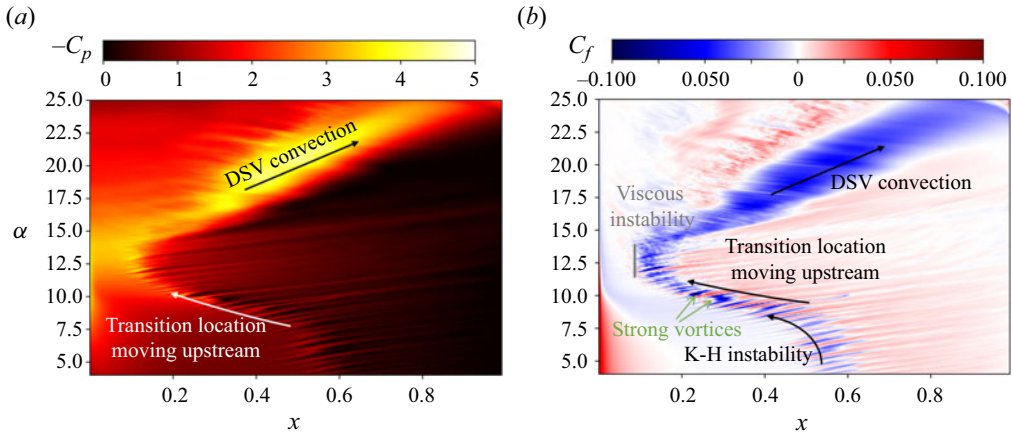 (a)
−C_p
0 1 2 3 4 5
25.0
22.5
20.0
17.5
15.0
12.5
10.0
7.5
5.0
α
DSV convection
Transition location
moving upstream
0.2 0.4 0.6 0.8
x
(b)
C_f
−0.100 −0.050 0 0.050 0.100
25.0
22.5
20.0
17.5
15.0
12.5
10.0
7.5
5.0
Viscous
instability
DSV convection
Transition location
moving upstream
Strong vortices
K-H instability
0.2 0.4 0.6 0.8
x